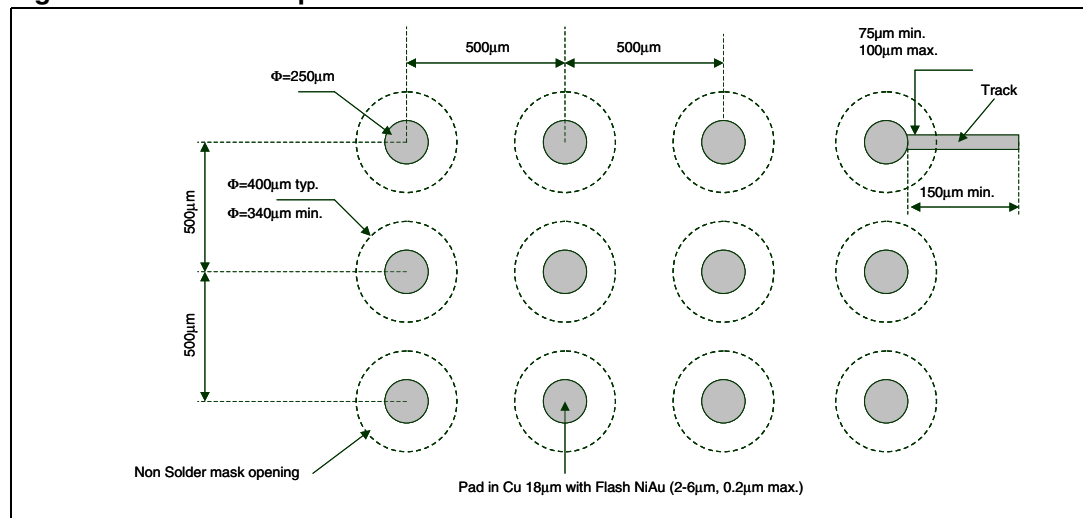 500µm
500µm
75µm min.
100µm max.
Φ=250µm
Track
Φ=400µm typ.
Φ=340µm min.
150µm min.
500µm
500µm
Non Solder mask opening
Pad in Cu 18µm with Flash NiAu (2-6µm, 0.2µm max.)